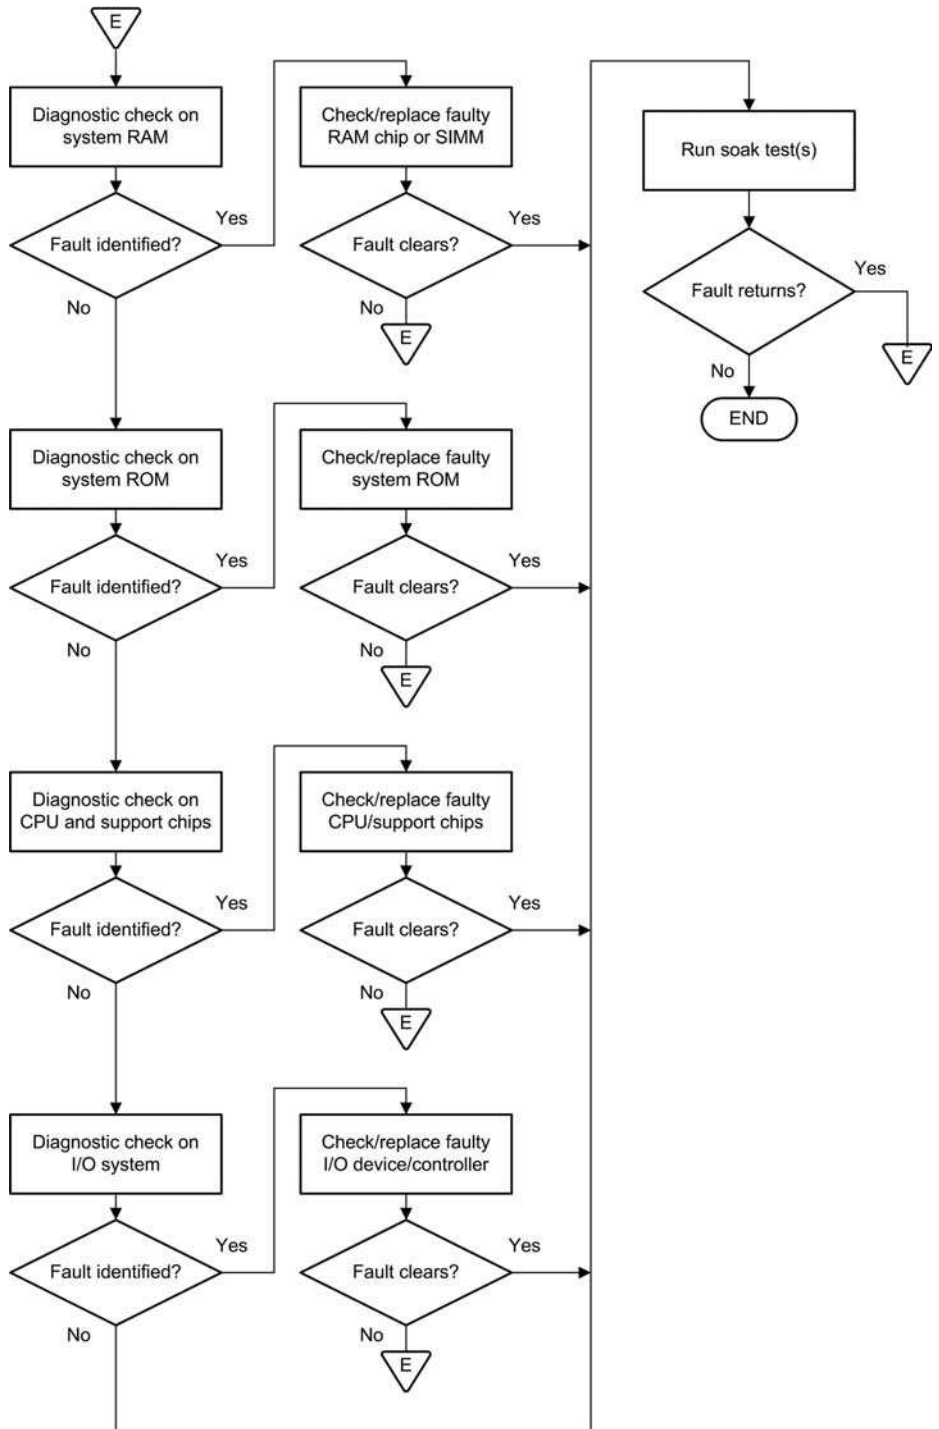 E
Diagnostic check on
system RAM
Check/replace faulty
RAM chip or SIMM
Run soak test(s)
Fault identified?
Yes
No
Fault clears?
Yes
No
E
Fault returns?
Yes
No
E
END
Diagnostic check on
system ROM
Check/replace faulty
system ROM
Fault identified?
Yes
No
Fault clears?
Yes
No
E
Diagnostic check on
CPU and support chips
Check/replace faulty
CPU/support chips
Fault identified?
Yes
No
Fault clears?
Yes
No
E
Diagnostic check on
I/O system
Check/replace faulty
I/O device/controller
Fault identified?
Yes
No
Fault clears?
Yes
No
E